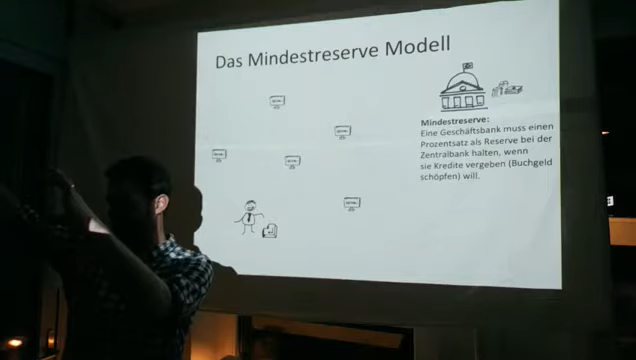 Das Mindestreserve Modell
Mindestreserve:
Eine Geschäftsbank muss einen
Prozentsatz als Reserve bei der
Zentralbank halten, wenn
sie Kredite vergeben (Buchgeld
schöpfen) will.